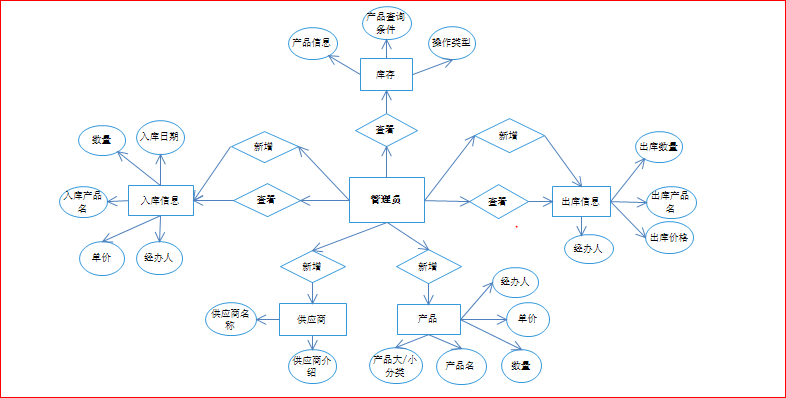 产品查询
条件
产品信息
操作类型
库存
查看
数量
入库日期
新增
新增
出库数量
入库产品
名
入库信息
查看
管理员
查看
出库信息
出库产品
名
单价
经办人
经办人
出库价格
新增
新增
经办人
供应商名
称
供应商
产品
单价
供应商介
绍
产品大/小
分类
产品名
数量